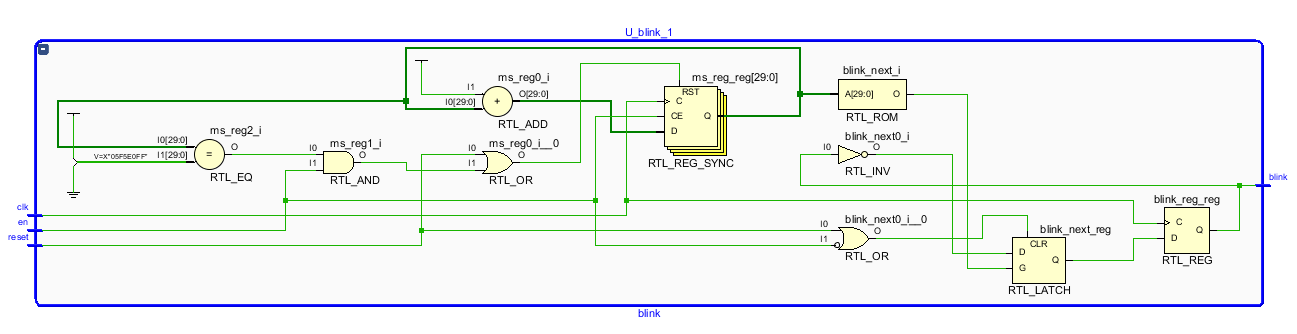 U_blink_1
ms_reg0_i
I1
I0[29:0]
O[29:0]
+
RTL_ADD
ms_reg_reg[29:0]
RST
C
CE
D
Q
RTL_REG_SYNC
blink_next_i
A[29:0]
O
RTL_ROM
ms_reg2_i
I0[29:0]
I1[29:0]
V=X"05F5E0FF"
=
O
RTL_EQ
ms_reg1_i
I0
I1
O
RTL_AND
ms_reg0_i__0
I0
I1
O
RTL_OR
blink_next0_i
I0
O
RTL_INV
blink
clk
en
reset
blink_next0_i__0
I0
I1
O
RTL_OR
blink_next_reg
CLR
D
G
Q
RTL_LATCH
blink_reg_reg
C
D
Q
RTL_REG
blink